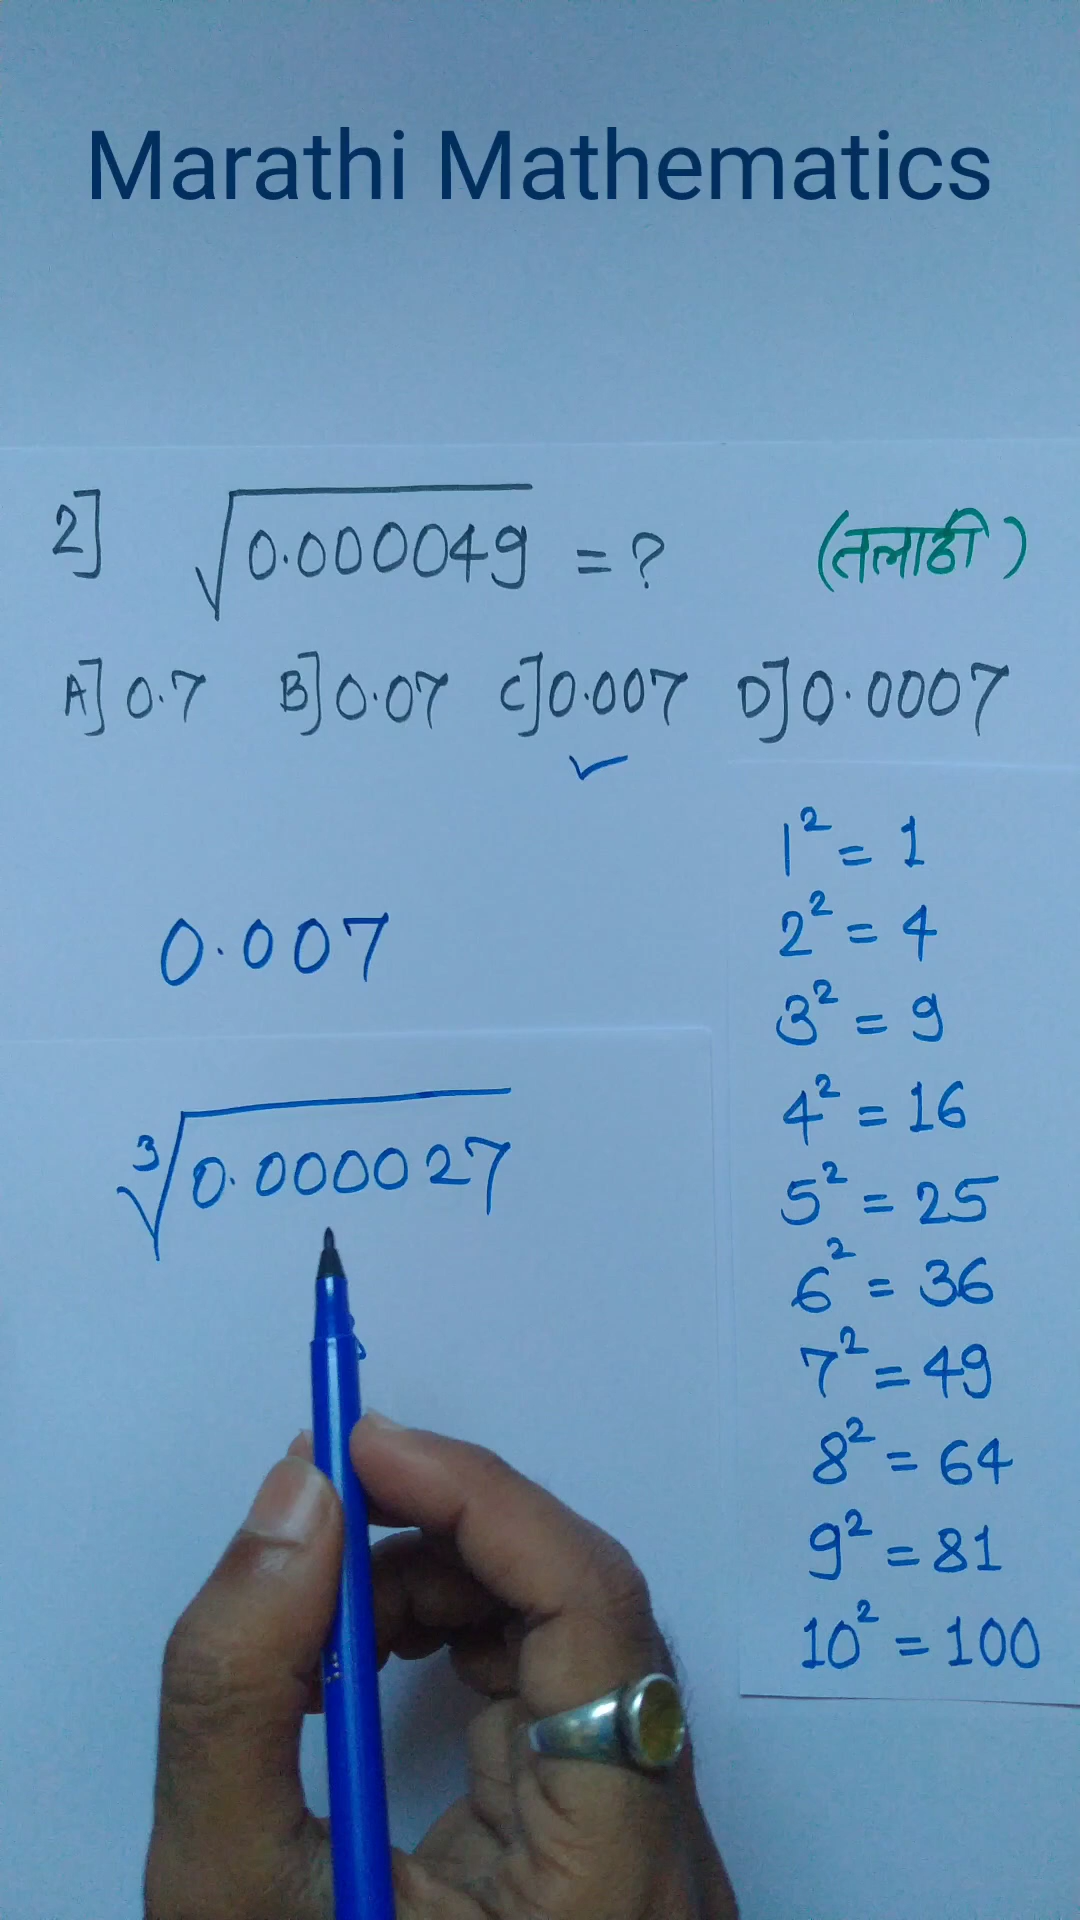 Marathi Mathematics
2] √0.000049 = ? (तलाठी)
A] 0.7 B] 0.07 C] 0.007 D] 0.0007
✓
0.007
∛0.000027
1² = 1
2² = 4
3² = 9
4² = 16
5² = 25
6² = 36
7² = 49
8² = 64
9² = 81
10² = 100